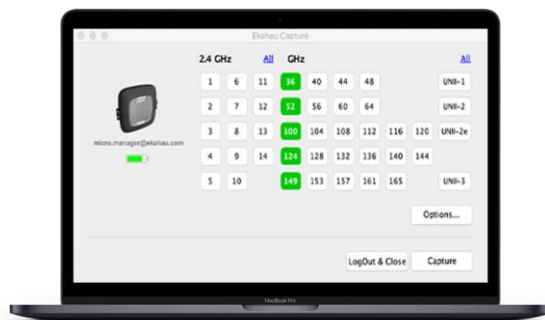 Ekahau Capture
2.4 GHz All GHz All
1 6 11 36 40 44 48 UNII-1
2 7 12 52 56 60 64 UNII-2
3 8 13 100 104 108 112 116 120 UNII-2e
micro.manager@ekahau.com
4 9 14 124 128 132 136 140 144
5 10 149 153 157 161 165 UNII-3
Options...
LogOut & Close Capture
MacBook Pro